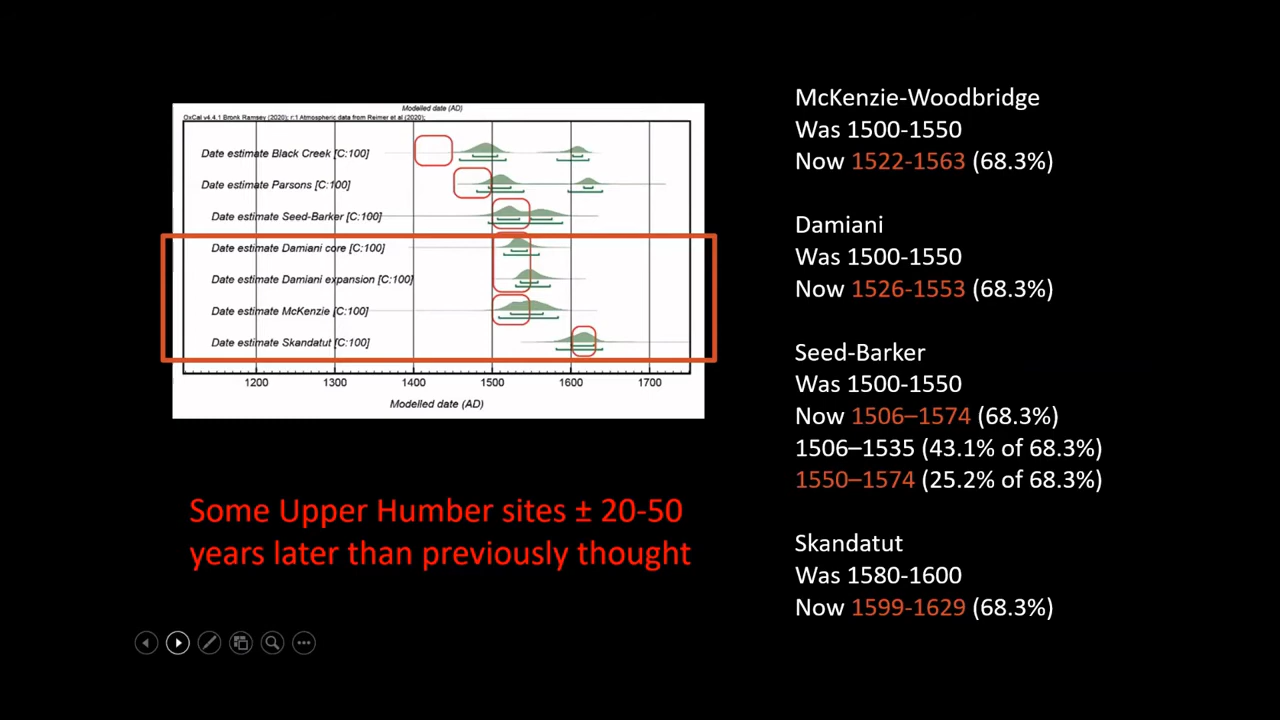 Modelled date (AD)
OxCal v4.4.1 Bronk Ramsey (2020); r:1 Atmospheric data from Reimer et al (2020);
Date estimate Black Creek [C:100]
Date estimate Parsons [C:100]
Date estimate Seed-Barker [C:100]
Date estimate Damiani core [C:100]
Date estimate Damiani expansion [C:100]
Date estimate McKenzie [C:100]
Date estimate Skandatut [C:100]
1200 1300 1400 1500 1600 1700
Modelled date (AD)
Some Upper Humber sites ± 20-50
years later than previously thought
McKenzie-Woodbridge
Was 1500-1550
Now 1522-1563 (68.3%)
Damiani
Was 1500-1550
Now 1526-1553 (68.3%)
Seed-Barker
Was 1500-1550
Now 1506–1574 (68.3%)
1506–1535 (43.1% of 68.3%)
1550–1574 (25.2% of 68.3%)
Skandatut
Was 1580-1600
Now 1599-1629 (68.3%)